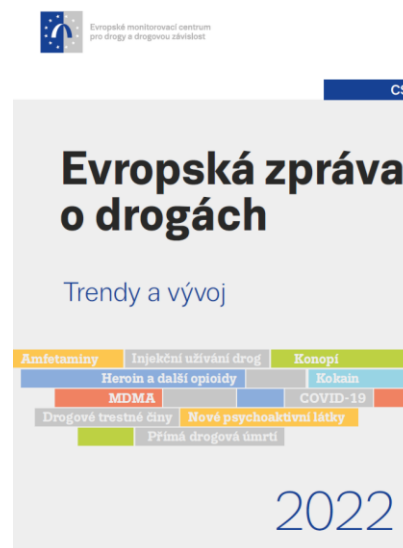 Evropské monitorovací centrum
pro drogy a drogovou závislost
CS
Evropská zpráva
o drogách
Trendy a vývoj
Amfetaminy Injekční užívání drog Konopí
Heroin a další opioidy Kokain
MDMA COVID-19
Drogové trestné činy Nové psychoaktivní látky
Přímá drogová úmrtí
2022